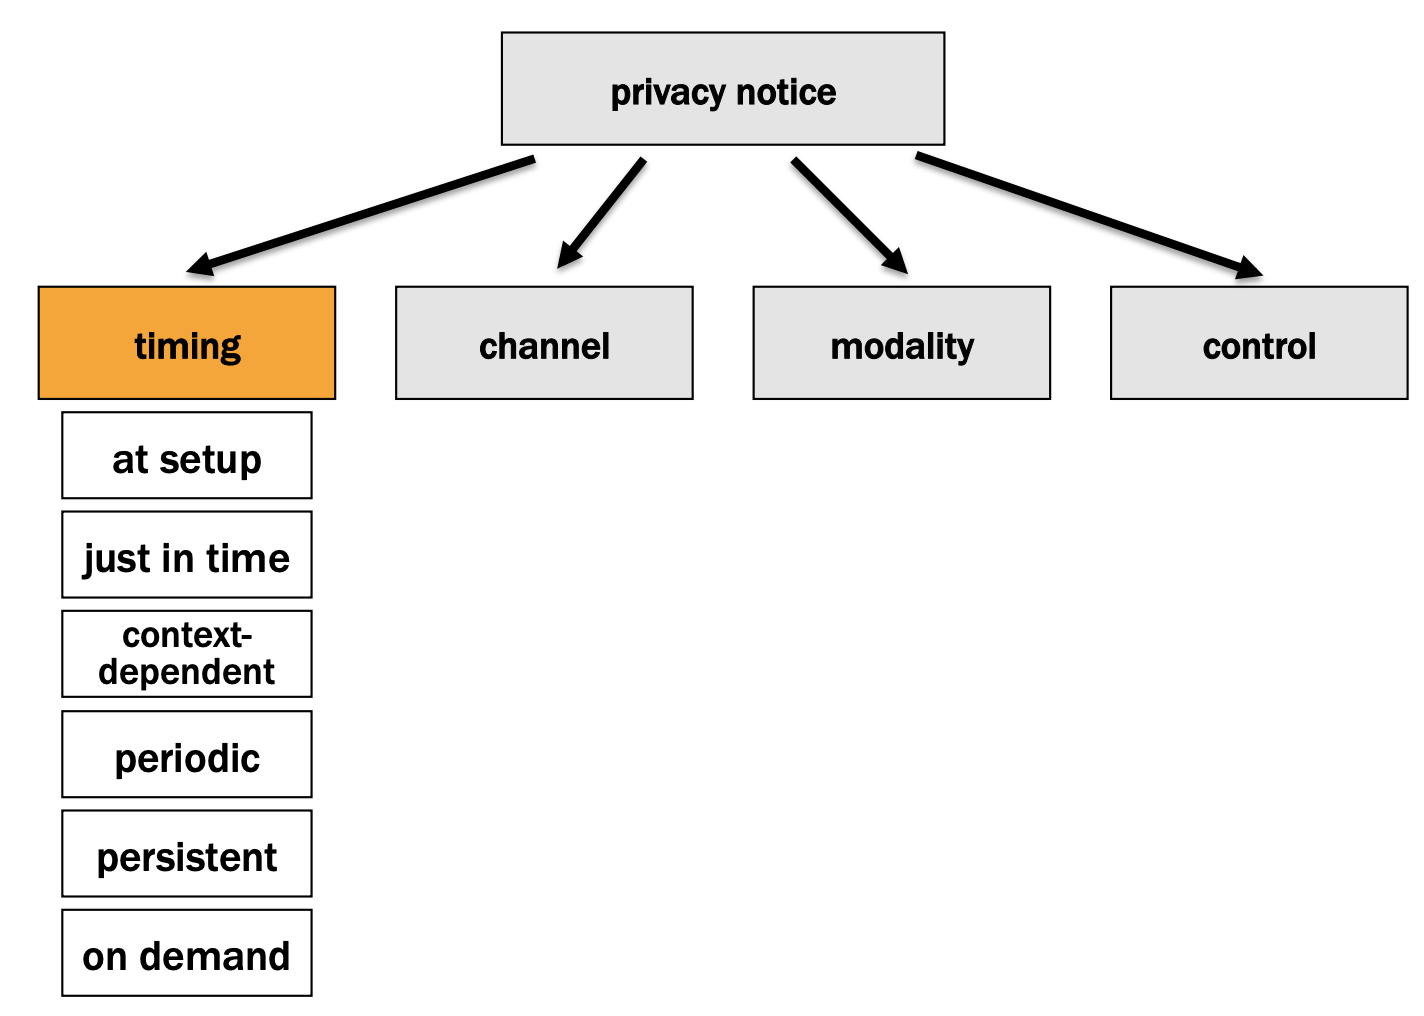 privacy notice
timing
channel
modality
control
at setup
just in time
context-
dependent
periodic
persistent
on demand